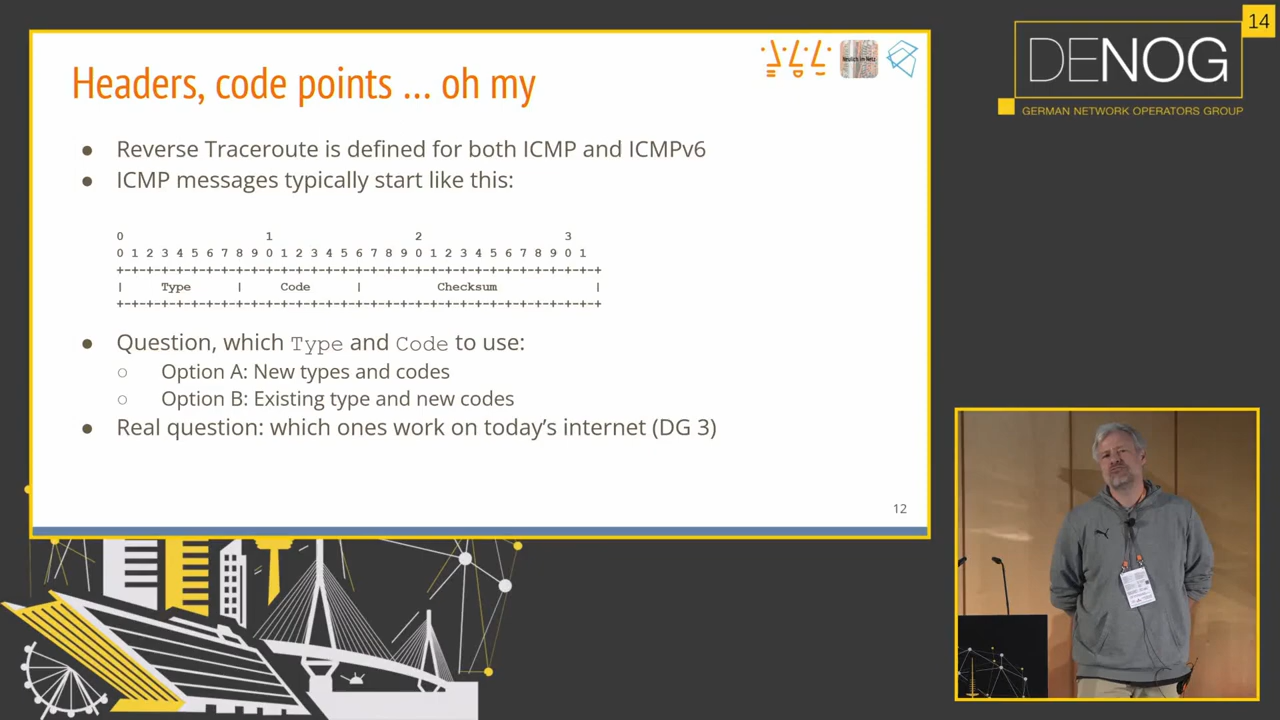 14
DENOG
GERMAN NETWORK OPERATORS GROUP
Headers, code points ... oh my
● Reverse Traceroute is defined for both ICMP and ICMPv6
● ICMP messages typically start like this:
0 1 2 3
0 1 2 3 4 5 6 7 8 9 0 1 2 3 4 5 6 7 8 9 0 1 2 3 4 5 6 7 8 9 0 1
+-+-+-+-+-+-+-+-+-+-+-+-+-+-+-+-+-+-+-+-+-+-+-+-+-+-+-+-+-+-+-+-+
| Type | Code | Checksum |
+-+-+-+-+-+-+-+-+-+-+-+-+-+-+-+-+-+-+-+-+-+-+-+-+-+-+-+-+-+-+-+-+
● Question, which Type and Code to use:
○ Option A: New types and codes
○ Option B: Existing type and new codes
● Real question: which ones work on today's internet (DG 3)
12